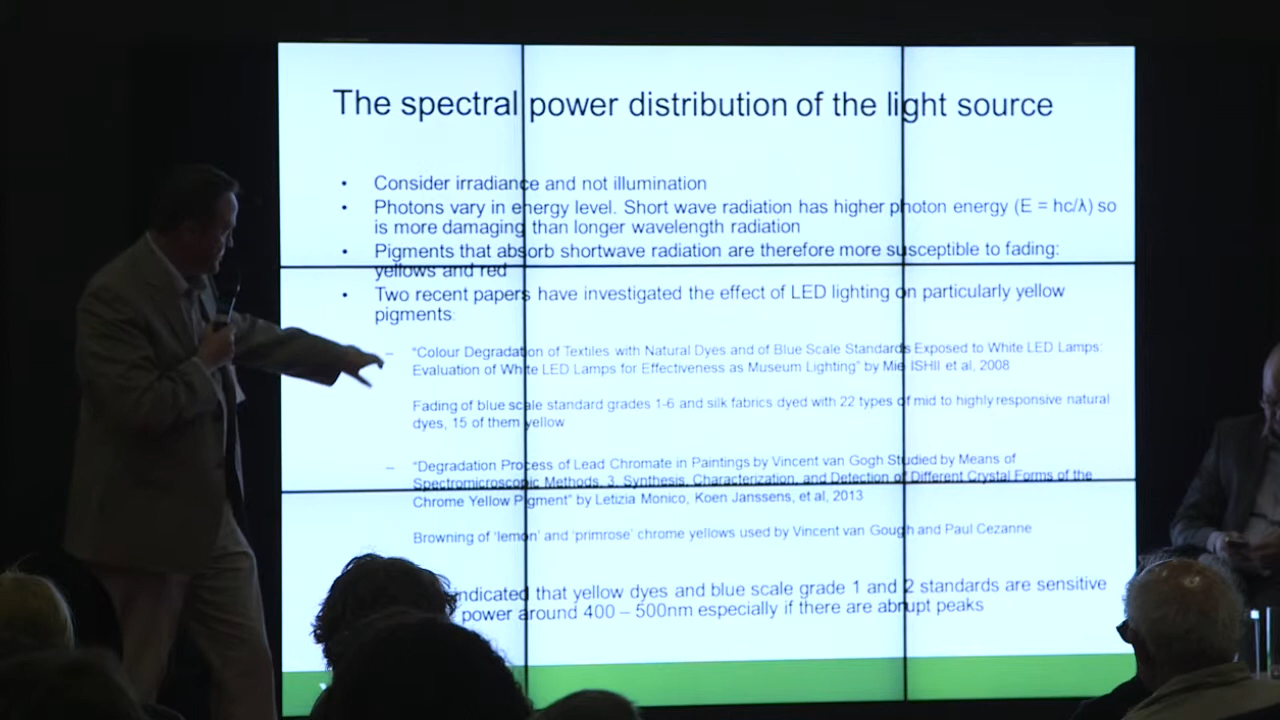 The spectral power distribution of the light source
• Consider irradiance and not illumination
• Photons vary in energy level. Short wave radiation has higher photon energy (E = hc/λ) so
is more damaging than longer wavelength radiation
• Pigments that absorb shortwave radiation are therefore more susceptible to fading:
yellows and red
• Two recent papers have investigated the effect of LED lighting on particularly yellow
pigments:
– "Colour Degradation of Textiles with Natural Dyes and of Blue Scale Standards Exposed to White LED Lamps:
Evaluation of White LED Lamps for Effectiveness as Museum Lighting" by Mie ISHII et al, 2008
Fading of blue scale standard grades 1-6 and silk fabrics dyed with 22 types of mid to highly responsive natural
dyes, 15 of them yellow
– "Degradation Process of Lead Chromate in Paintings by Vincent van Gogh Studied by Means of
Spectromicroscopic Methods. 3. Synthesis, Characterization, and Detection of Different Crystal Forms of the
Chrome Yellow Pigment" by Letizia Monico, Koen Janssens, et al, 2013
Browning of 'lemon' and 'primrose' chrome yellows used by Vincent van Gough and Paul Cezanne
indicated that yellow dyes and blue scale grade 1 and 2 standards are sensitive
power around 400 – 500nm especially if there are abrupt peaks